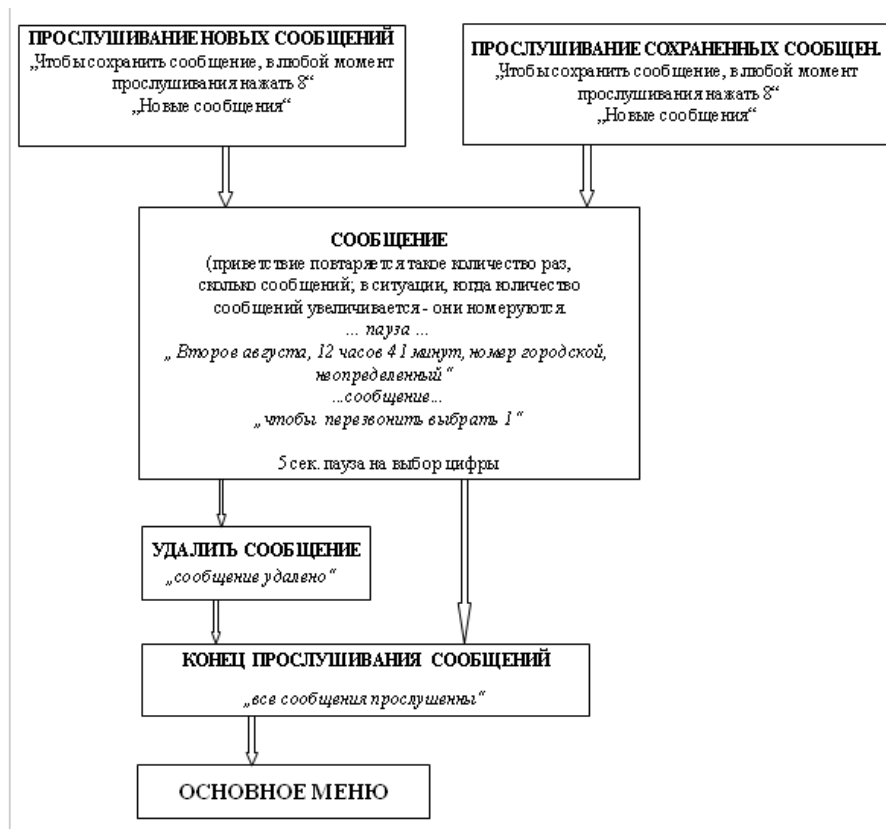 ПРОСЛУШИВАНИЕ НОВЫХ СООБЩЕНИЙ
„Чтобы сохранить сообщение, в любой момент
прослушивания нажать 8“
„Новые сообщения“
ПРОСЛУШИВАНИЕ СОХРАНЕННЫХ СООБЩЕН.
„Чтобы сохранить сообщение, в любой момент
прослушивания нажать 8“
„Новые сообщения“
СООБЩЕНИЕ
(приветствие повтаряется такое количество раз,
сколько сообщений; в ситуации, когда количество
сообщений увеличивается - они номеруются.
... пауза ...
„ Второе августа, 12 часов 41 минут, номер городской,
неопределенный“
...сообщение...
„чтобы перезвонить выбрать 1“
5 сек. пауза на выбор цифры
УДАЛИТЬ СООБЩЕНИЕ
„сообщение удалено“
КОНЕЦ ПРОСЛУШИВАНИЯ СООБЩЕНИЙ
„все сообщения прослушенны“
ОСНОВНОЕ МЕНЮ